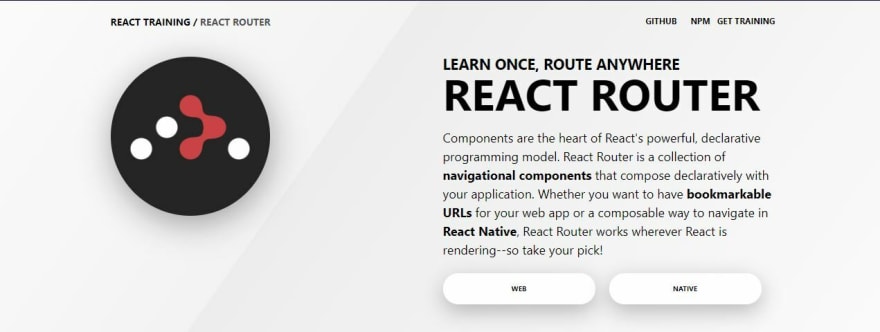 REACT TRAINING / REACT ROUTER
GITHUB NPM GET TRAINING
LEARN ONCE, ROUTE ANYWHERE
REACT ROUTER
Components are the heart of React's powerful, declarative
programming model. React Router is a collection of
navigational components that compose declaratively with
your application. Whether you want to have bookmarkable
URLs for your web app or a composable way to navigate in
React Native, React Router works wherever React is
rendering--so take your pick!
WEB
NATIVE